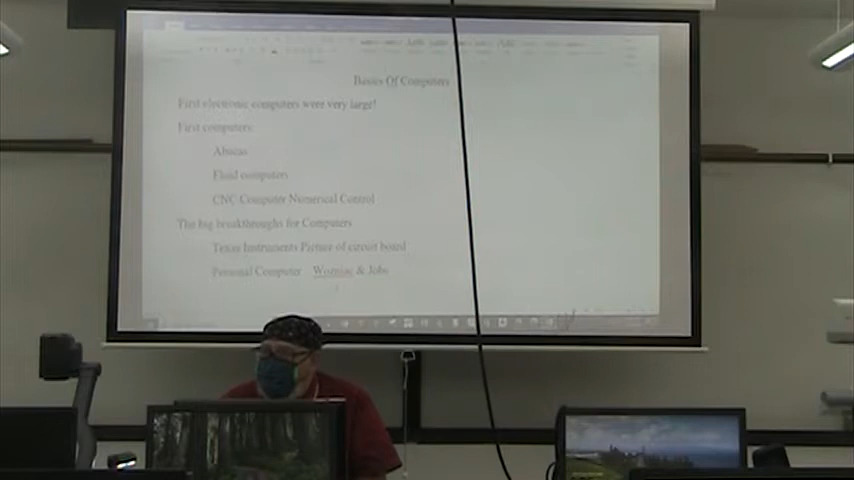 Basics Of Computers
First electronic computers were very large!
First computers:
Abacus
Fluid computers
CNC Computer Numerical Control
The big breakthroughs for Computers
Texas Instruments Picture of circuit board
Personal Computer Wozniac & Jobs